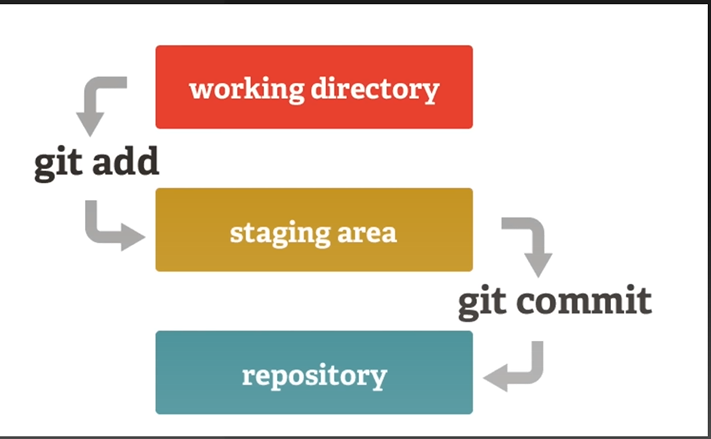 working directory
git add
staging area
git commit
repository